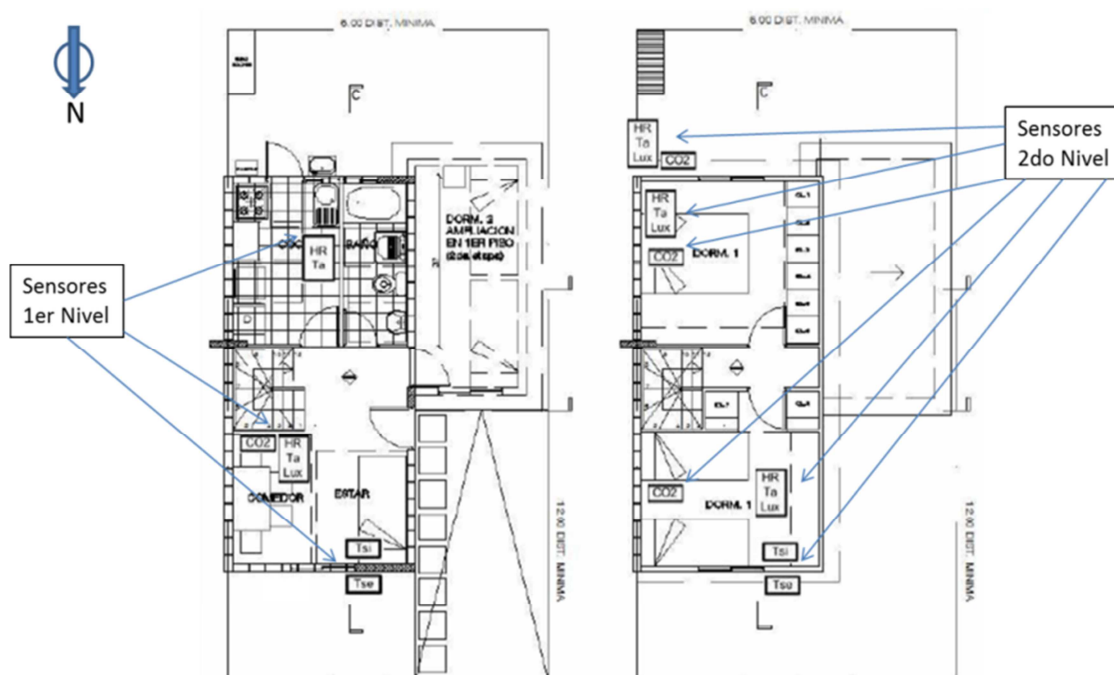 N
6.00 DIST. MINIMA
C
COC
HR
Ta
BAÑO
DORM. 2
AMPLIACION
EN 1ER PISO
(2da. etapa)
Sensores
1er Nivel
D
CO2
HR
Ta
Lux
COMEDOR
ESTAR
Tsi
Tse
12.00 DIST. MINIMA
6.00 DIST. MINIMA
C
HR
Ta
Lux
CO2
Sensores
2do Nivel
HR
Ta
Lux
CO2
DORM. 1
CO2
HR
Ta
Lux
DORM. 1
Tsi
Tse
12.00 DIST. MINIMA